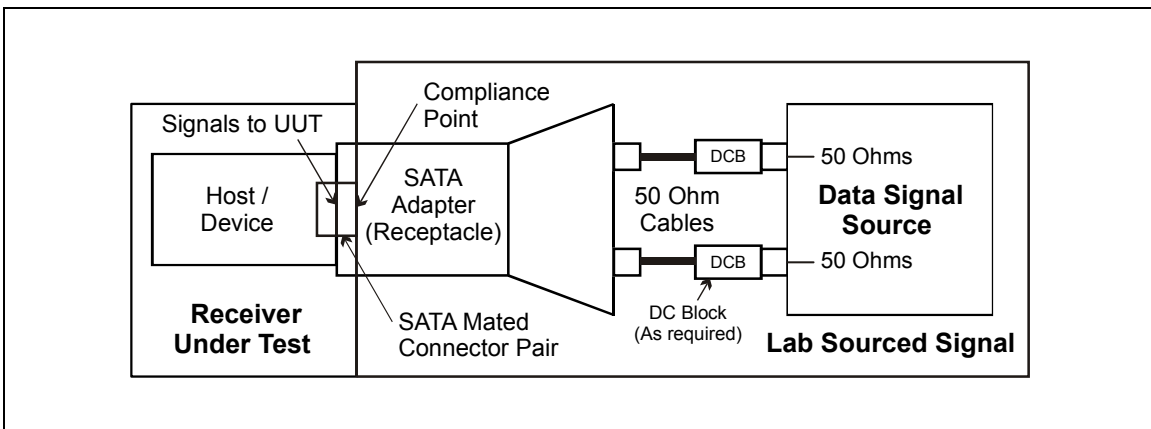 Compliance
Point
Signals to UUT
Host /
Device
SATA
Adapter
(Receptacle)
50 Ohm
Cables
DCB
DCB
50 Ohms
Data Signal
Source
50 Ohms
DC Block
(As required)
SATA Mated
Connector Pair
Receiver
Under Test
Lab Sourced Signal